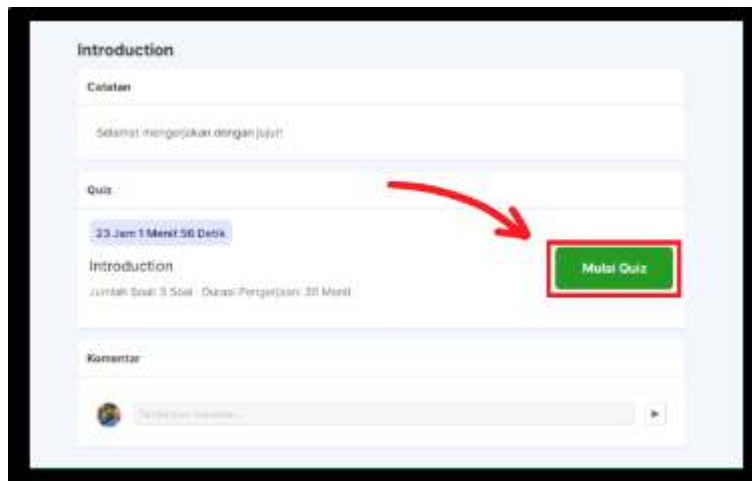 Introduction
Catatan
Selamat mengerjakan dengan jujur!
Quiz
23 Jam 1 Menit 56 Detik
Introduction
Jumlah Soal: 5 Soal · Durasi Pengerjaan: 30 Menit
Mulai Quiz
Komentar